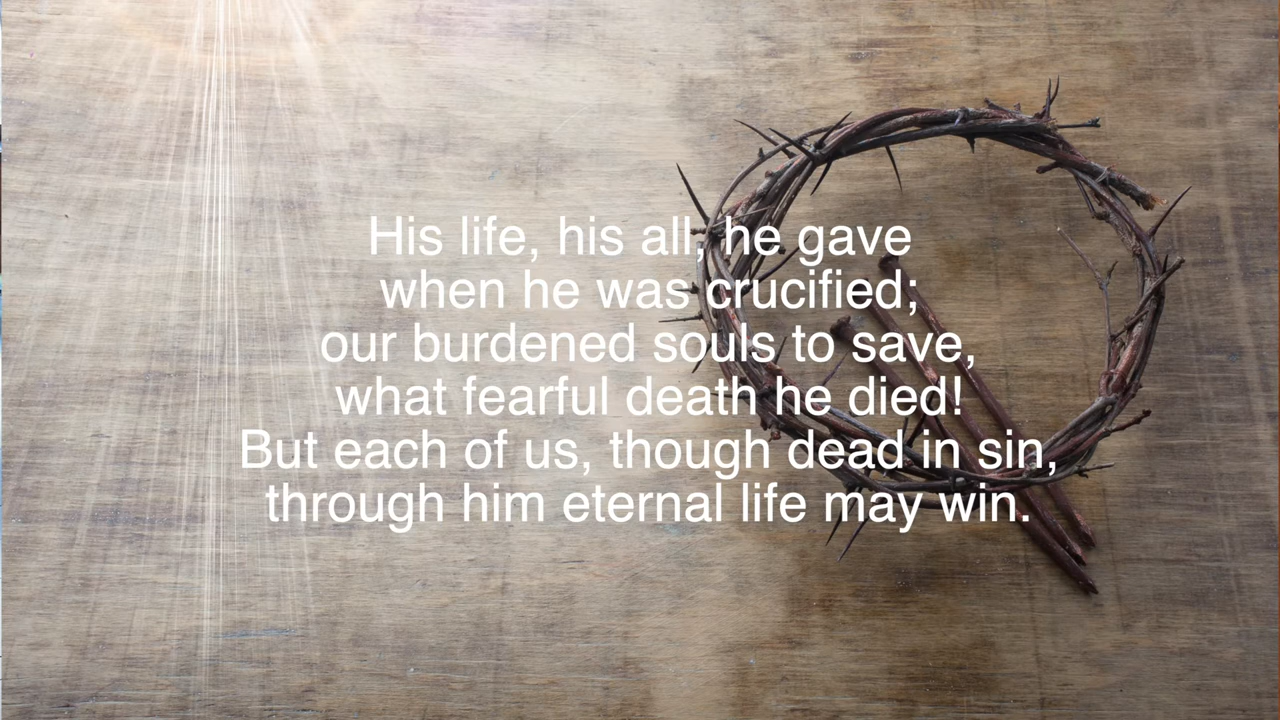 His life, his all, he gave
when he was crucified;
our burdened souls to save,
what fearful death he died!
But each of us, though dead in sin,
through him eternal life may win.